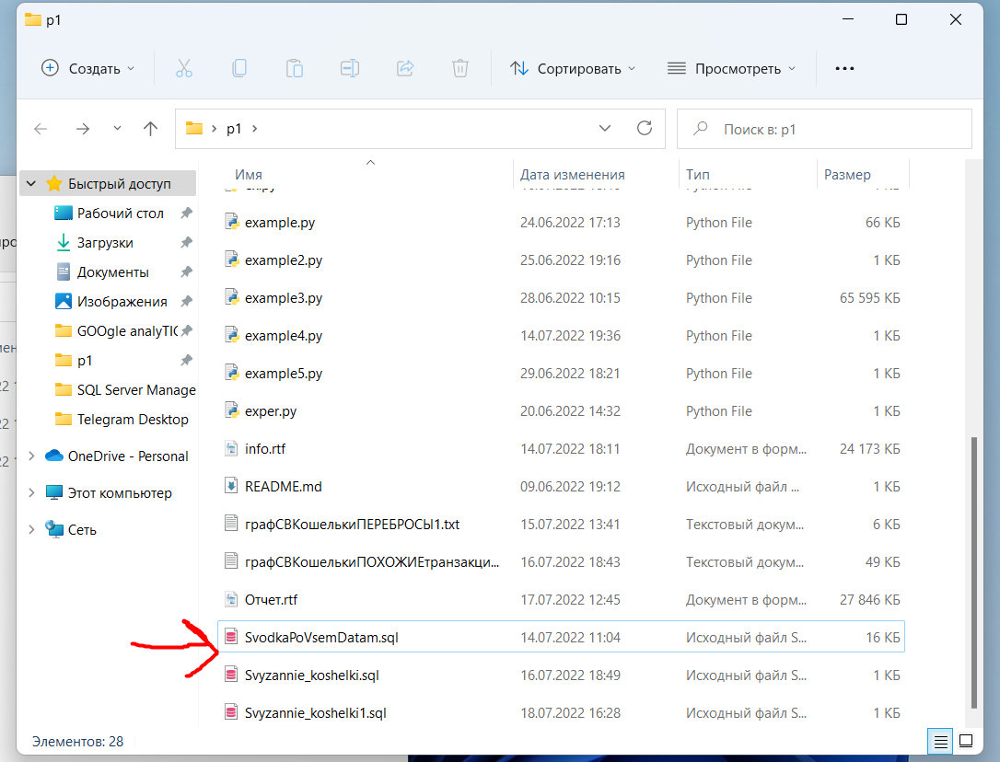 p1
Создать
Сортировать
Просмотреть
p1
Поиск в: p1
Имя Дата изменения Тип Размер
example.py 24.06.2022 17:13 Python File 66 КБ
example2.py 25.06.2022 19:16 Python File 1 КБ
example3.py 28.06.2022 10:15 Python File 65 595 КБ
example4.py 14.07.2022 19:36 Python File 1 КБ
example5.py 29.06.2022 18:21 Python File 1 КБ
exper.py 20.06.2022 14:32 Python File 1 КБ
info.rtf 14.07.2022 18:11 Документ в форм... 24 173 КБ
README.md 09.06.2022 19:12 Исходный файл ... 1 КБ
графСВКошелькиПЕРЕБРОСЫ1.txt 15.07.2022 13:41 Текстовый докум... 6 КБ
графСВКошелькиПОХОЖИЕтранзакци... 16.07.2022 18:43 Текстовый докум... 49 КБ
Отчет.rtf 17.07.2022 12:45 Документ в форм... 27 846 КБ
SvodkaPoVsemDatam.sql 14.07.2022 11:04 Исходный файл S... 16 КБ
Svyzannie_koshelki.sql 16.07.2022 18:49 Исходный файл S... 1 КБ
Svyzannie_koshelki1.sql 18.07.2022 16:28 Исходный файл S... 1 КБ
Быстрый доступ
Рабочий стол
Загрузки
Документы
Изображения
GOOgle analyTIC
p1
SQL Server Manage
Telegram Desktop
OneDrive - Personal
Этот компьютер
Сеть
Элементов: 28